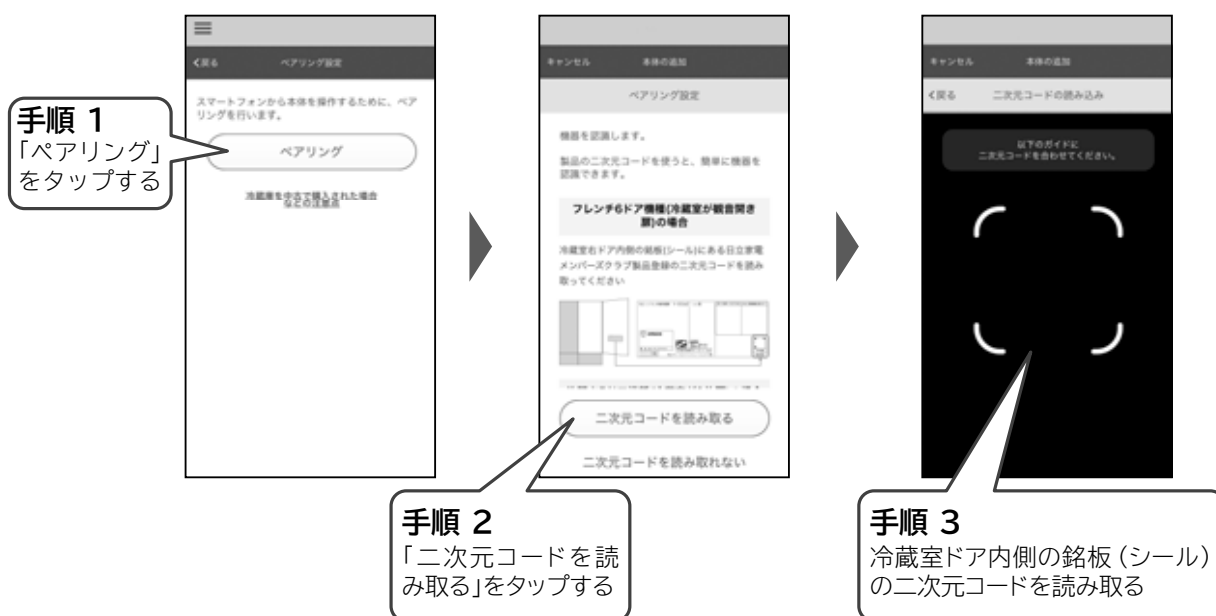 <戻る ペアリング設定
スマートフォンから本体を操作するために、ペア
リングを行います。
ペアリング
冷蔵庫を中古で購入された場合
などの注意点
手順 1
「ペアリング」
をタップする
キャンセル 本体の追加
ペアリング設定
機器を認識します。
製品の二次元コードを使うと、簡単に機器を
認識できます。
フレンチ6ドア機種(冷蔵室が観音開き
扉)の場合
冷蔵室右ドア内側の銘板(シール)にある日立家電
メンバーズクラブ製品登録の二次元コードを読み
取ってください
二次元コードを読み取る
二次元コードを読み取れない
手順 2
「二次元コードを読
み取る」をタップする
キャンセル 本体の追加
<戻る 二次元コードの読み込み
以下のガイドに
二次元コードを合わせてください。
手順 3
冷蔵室ドア内側の銘板(シール)
の二次元コードを読み取る